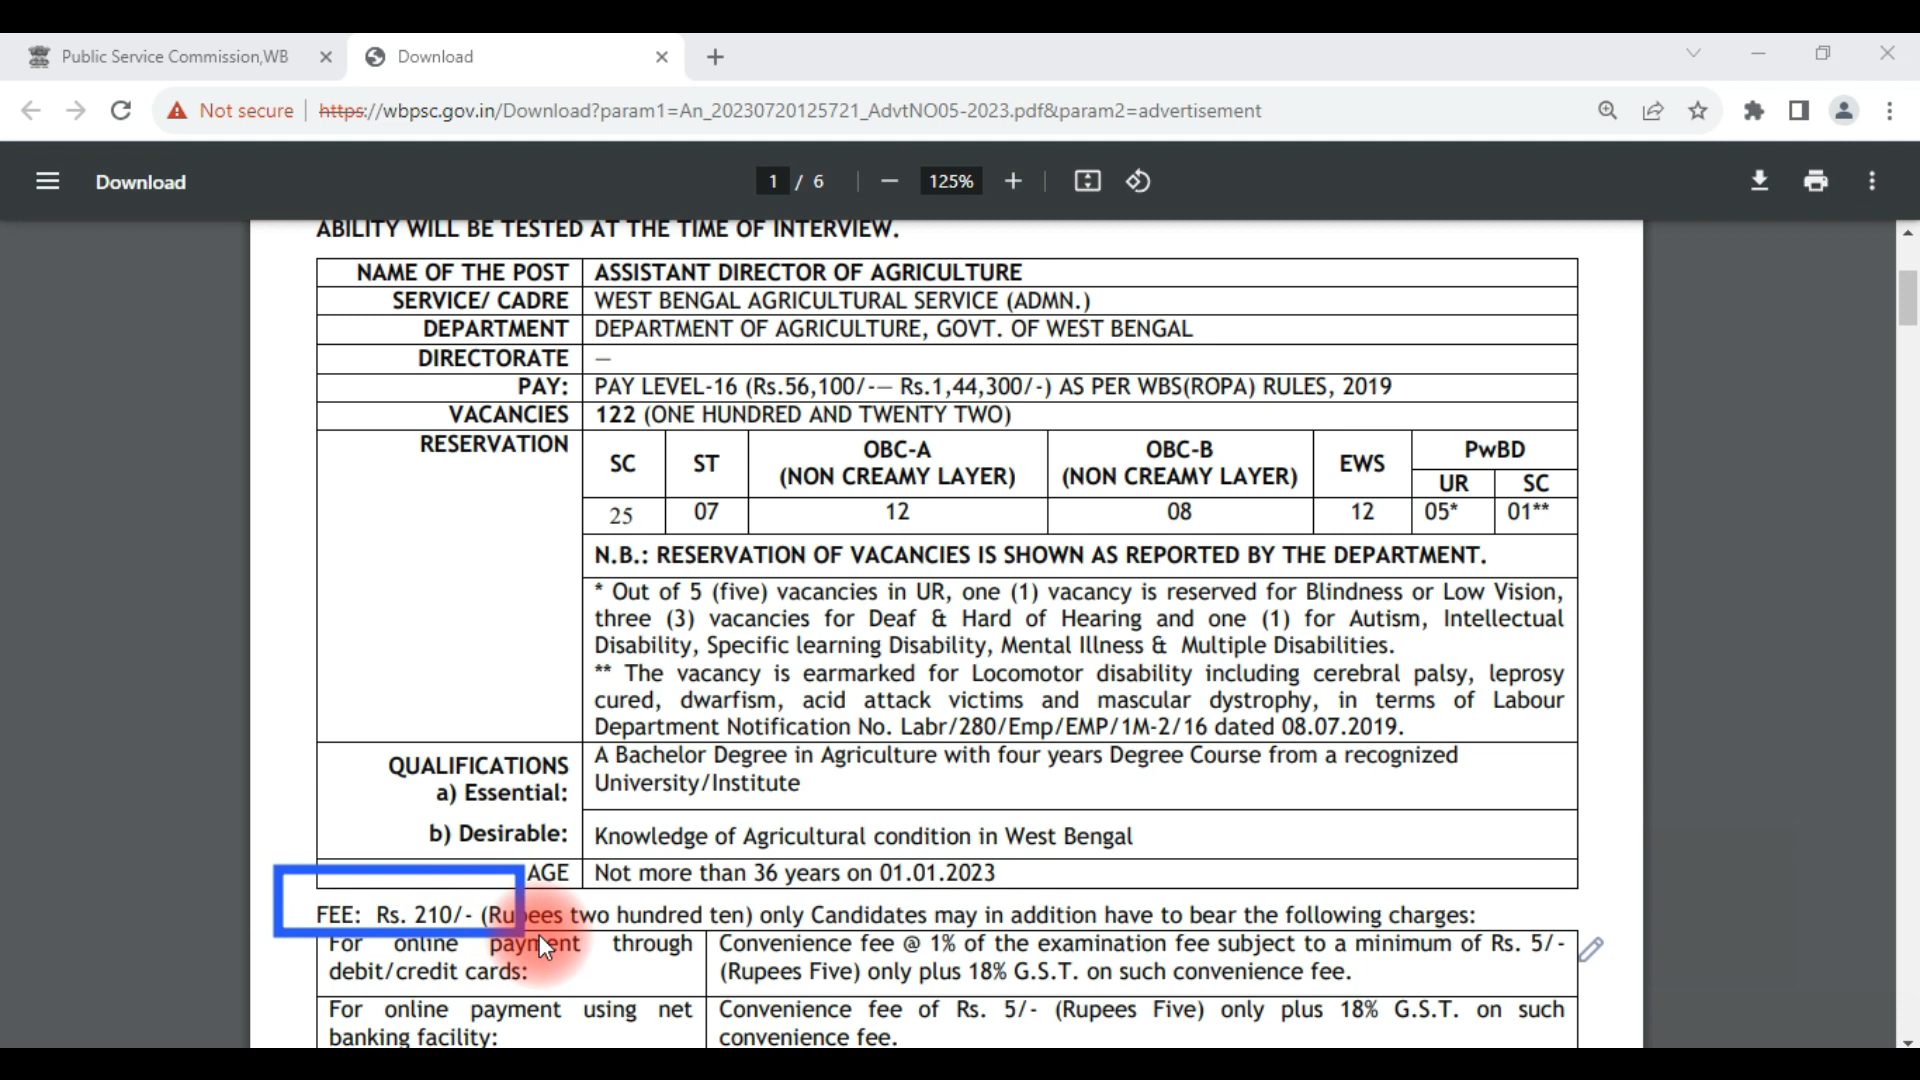 Public Service Commission,WB
Download
Not secure https://wbpsc.gov.in/Download?param1=An_20230720125721_AdvtNO05-2023.pdf&param2=advertisement
Download
1 / 6
125%
ABILITY WILL BE TESTED AT THE TIME OF INTERVIEW.
NAME OF THE POST ASSISTANT DIRECTOR OF AGRICULTURE
SERVICE/ CADRE WEST BENGAL AGRICULTURAL SERVICE (ADMN.)
DEPARTMENT DEPARTMENT OF AGRICULTURE, GOVT. OF WEST BENGAL
DIRECTORATE —
PAY: PAY LEVEL-16 (Rs.56,100/-— Rs.1,44,300/-) AS PER WBS(ROPA) RULES, 2019
VACANCIES 122 (ONE HUNDRED AND TWENTY TWO)
RESERVATION
SC ST OBC-A (NON CREAMY LAYER) OBC-B (NON CREAMY LAYER) EWS PwBD
UR SC
25 07 12 08 12 05* 01**
N.B.: RESERVATION OF VACANCIES IS SHOWN AS REPORTED BY THE DEPARTMENT.
* Out of 5 (five) vacancies in UR, one (1) vacancy is reserved for Blindness or Low Vision,
three (3) vacancies for Deaf & Hard of Hearing and one (1) for Autism, Intellectual
Disability, Specific learning Disability, Mental Illness & Multiple Disabilities.
** The vacancy is earmarked for Locomotor disability including cerebral palsy, leprosy
cured, dwarfism, acid attack victims and mascular dystrophy, in terms of Labour
Department Notification No. Labr/280/Emp/EMP/1M-2/16 dated 08.07.2019.
QUALIFICATIONS
a) Essential:
A Bachelor Degree in Agriculture with four years Degree Course from a recognized
University/Institute
b) Desirable: Knowledge of Agricultural condition in West Bengal
AGE Not more than 36 years on 01.01.2023
FEE: Rs. 210/- (Rupees two hundred ten) only Candidates may in addition have to bear the following charges:
For online payment through
debit/credit cards:
Convenience fee @ 1% of the examination fee subject to a minimum of Rs. 5/-
(Rupees Five) only plus 18% G.S.T. on such convenience fee.
For online payment using net
banking facility:
Convenience fee of Rs. 5/- (Rupees Five) only plus 18% G.S.T. on such
convenience fee.